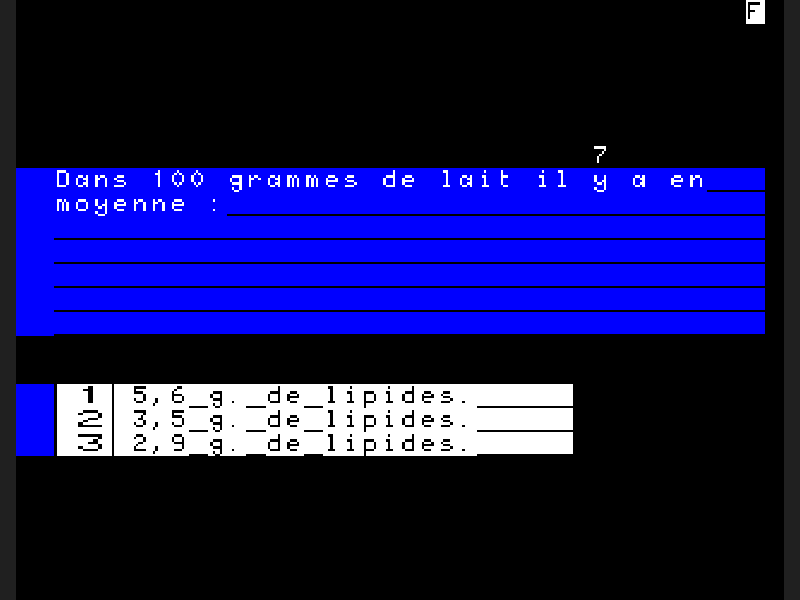 F
7
Dans 100 grammes de lait il y a en
moyenne :
1 5,6 g. de lipides.
2 3,5 g. de lipides.
3 2,9 g. de lipides.